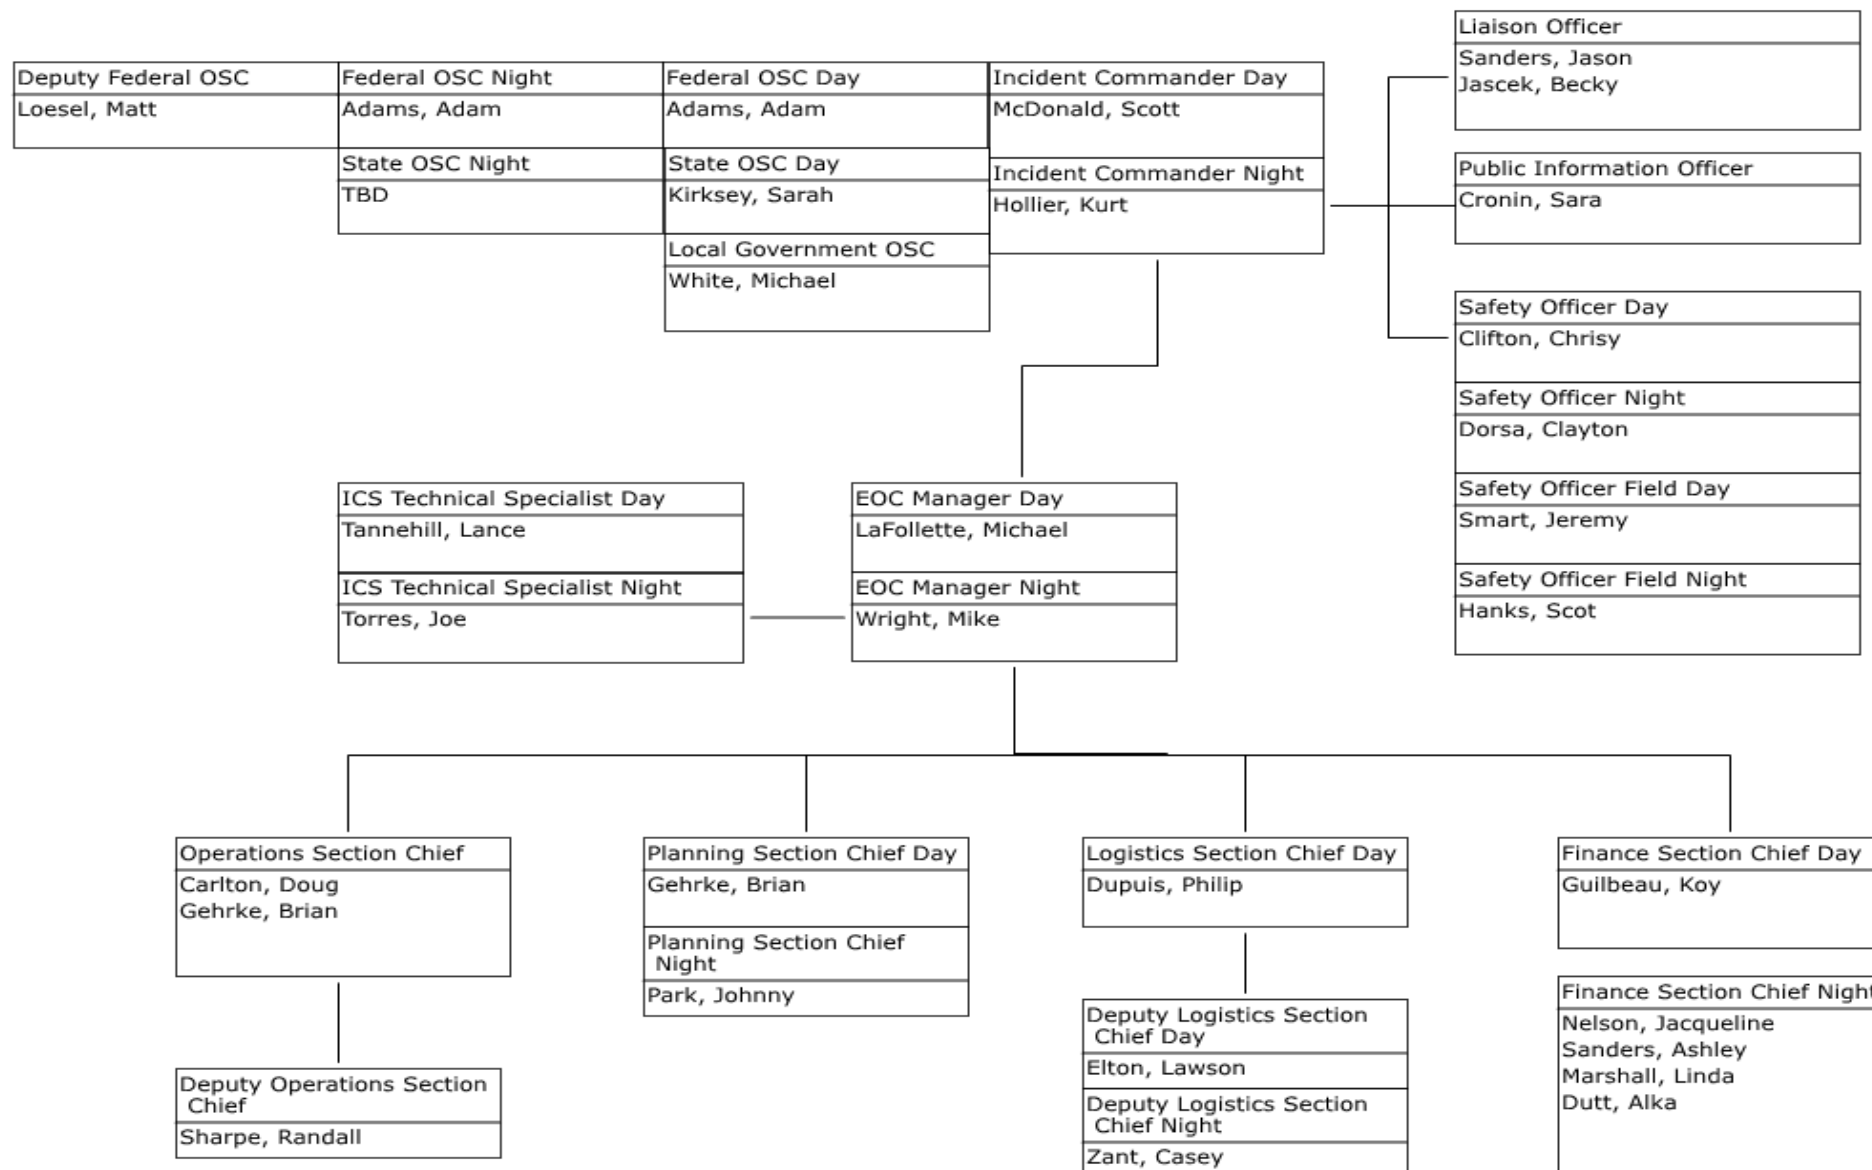 Liaison Officer
Sanders, Jason
Jascek, Becky
Deputy Federal OSC
Loesel, Matt
Federal OSC Night
Adams, Adam
Federal OSC Day
Adams, Adam
Incident Commander Day
McDonald, Scott
State OSC Night
TBD
State OSC Day
Kirksey, Sarah
Incident Commander Night
Hollier, Kurt
Public Information Officer
Cronin, Sara
Local Government OSC
White, Michael
Safety Officer Day
Clifton, Chrisy
Safety Officer Night
Dorsa, Clayton
Safety Officer Field Day
Smart, Jeremy
Safety Officer Field Night
Hanks, Scot
ICS Technical Specialist Day
Tannehill, Lance
ICS Technical Specialist Night
Torres, Joe
EOC Manager Day
LaFollette, Michael
EOC Manager Night
Wright, Mike
Operations Section Chief
Carlton, Doug
Gehrke, Brian
Deputy Operations Section
Chief
Sharpe, Randall
Planning Section Chief Day
Gehrke, Brian
Planning Section Chief
Night
Park, Johnny
Logistics Section Chief Day
Dupuis, Philip
Deputy Logistics Section
Chief Day
Elton, Lawson
Deputy Logistics Section
Chief Night
Zant, Casey
Finance Section Chief Day
Guilbeau, Koy
Finance Section Chief Night
Nelson, Jacqueline
Sanders, Ashley
Marshall, Linda
Dutt, Alka